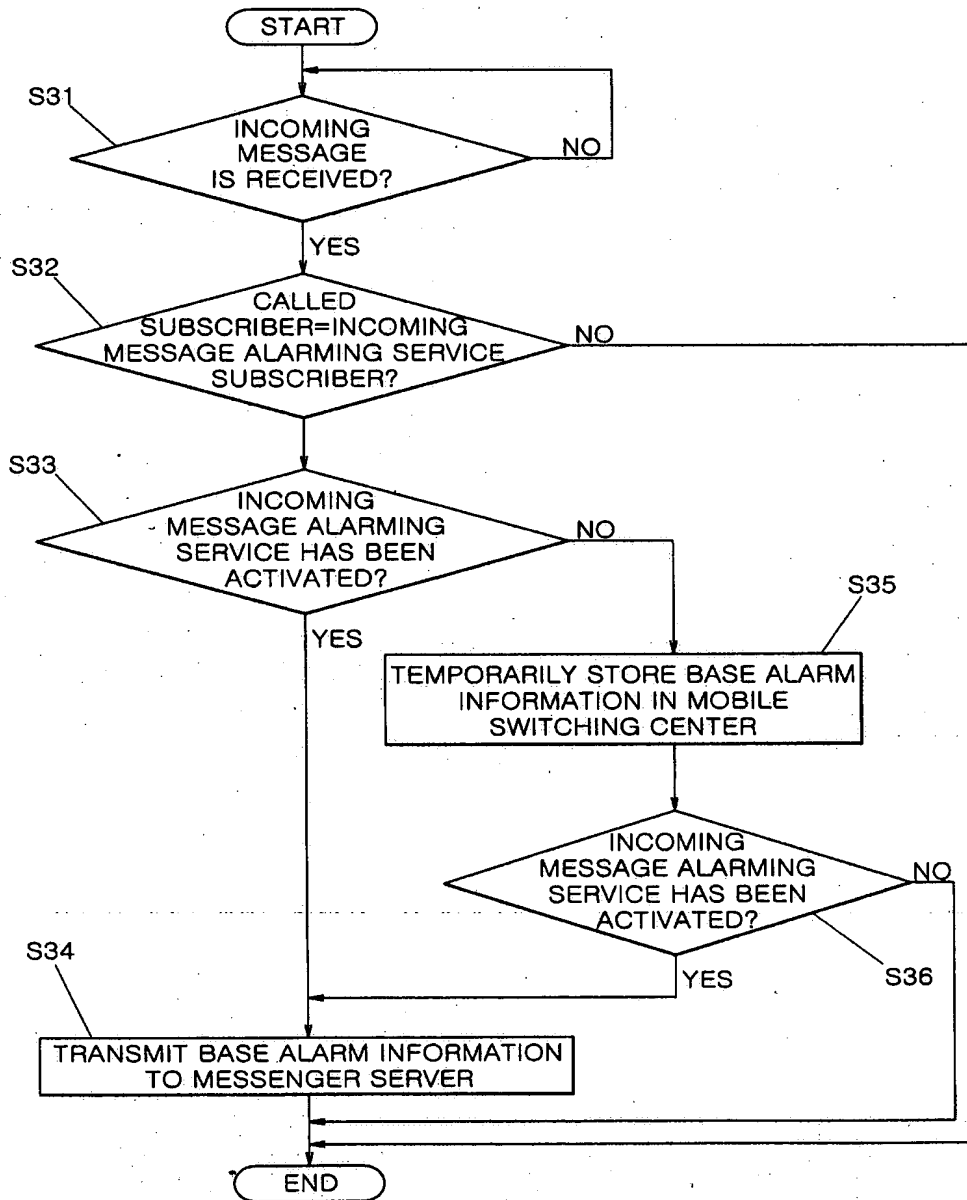 START
S31
INCOMING
MESSAGE
IS RECEIVED?
NO
YES
S32
CALLED
SUBSCRIBER=INCOMING
MESSAGE ALARMING SERVICE
SUBSCRIBER?
NO
S33
INCOMING
MESSAGE ALARMING
SERVICE HAS BEEN
ACTIVATED?
NO
YES
S35
TEMPORARILY STORE BASE ALARM
INFORMATION IN MOBILE
SWITCHING CENTER
INCOMING
MESSAGE ALARMING
SERVICE HAS BEEN
ACTIVATED?
NO
YES
S36
S34
TRANSMIT BASE ALARM INFORMATION
TO MESSENGER SERVER
END